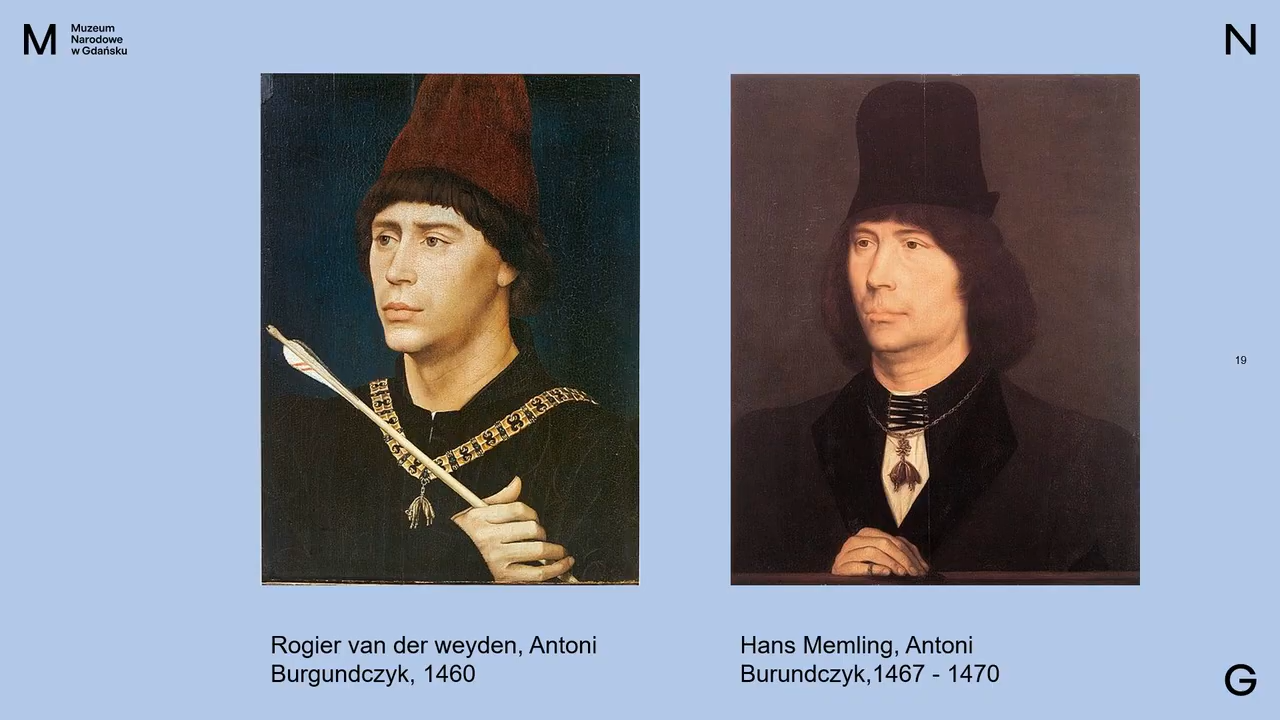 M
Muzeum
Narodowe
w Gdańsku
N
19
Rogier van der weyden, Antoni
Burgundczyk, 1460
Hans Memling, Antoni
Burundczyk,1467 - 1470
G